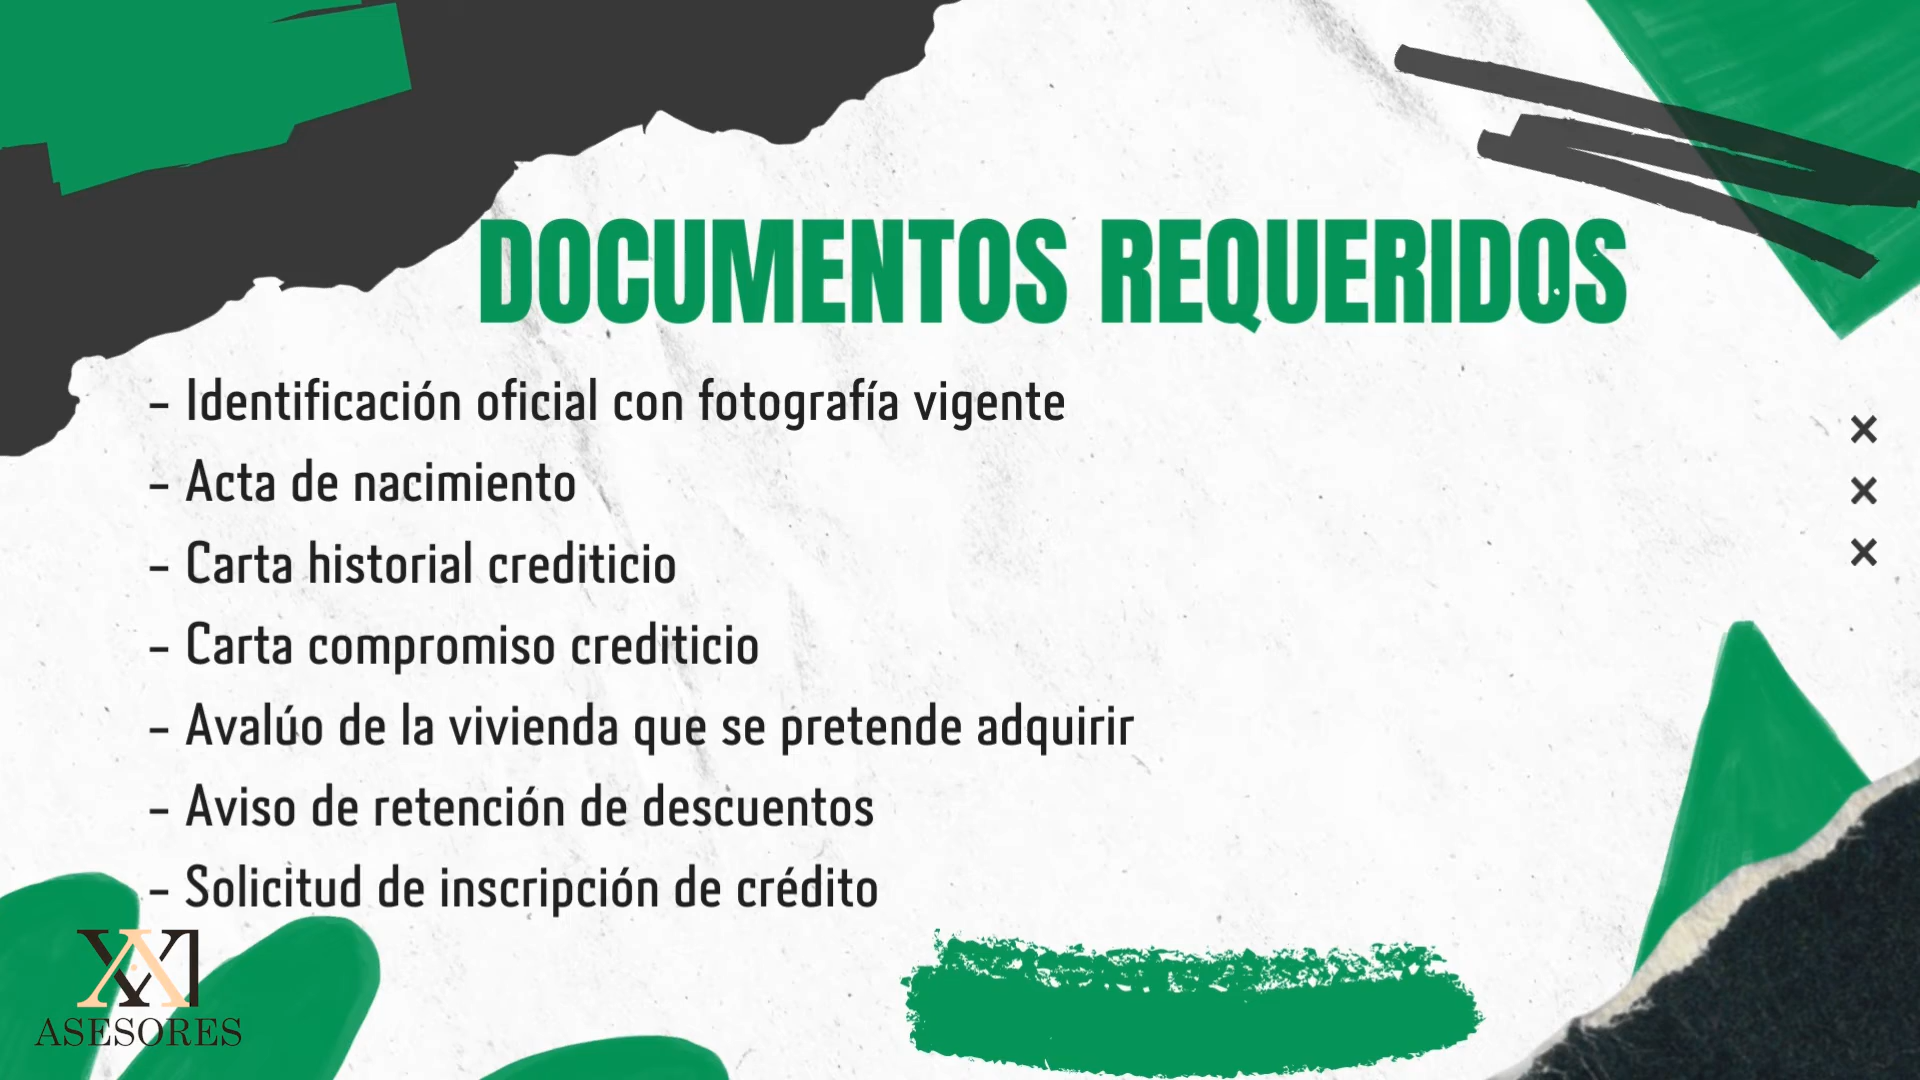 DOCUMENTOS REQUERIDOS
– Identificación oficial con fotografía vigente
– Acta de nacimiento
– Carta historial crediticio
– Carta compromiso crediticio
– Avalúo de la vivienda que se pretende adquirir
– Aviso de retención de descuentos
– Solicitud de inscripción de crédito
ASESORES